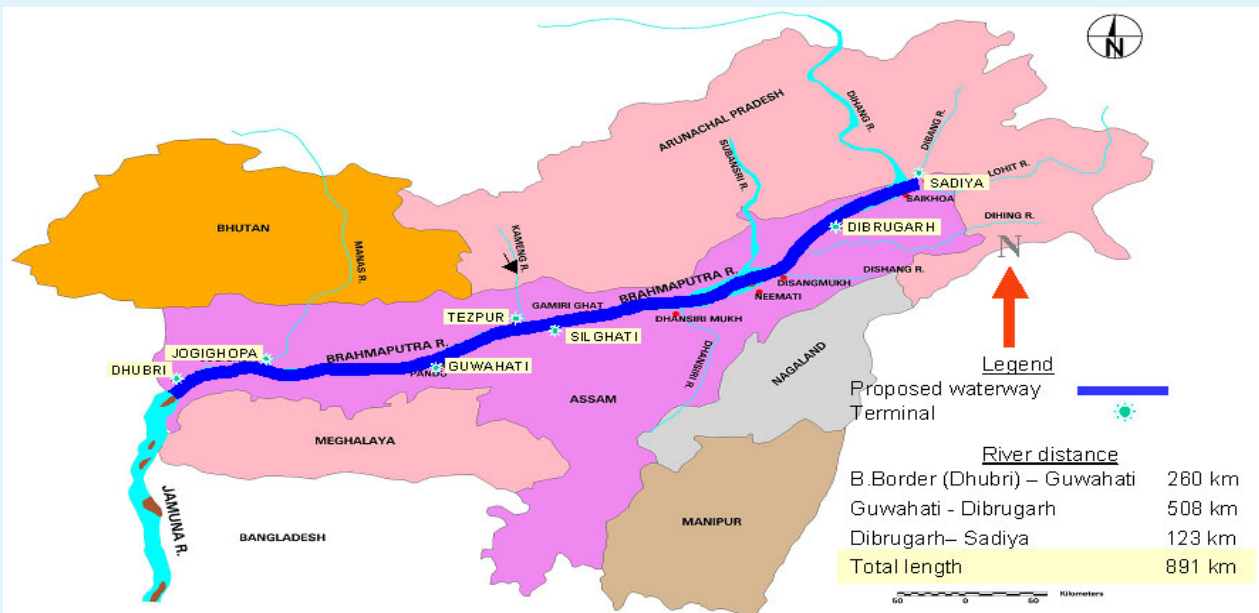 N
ARUNACHAL PRADESH
DIHANG R.
DIBANG R.
SUBANSRI R.
LOHIT R.
SADIYA
SAIKHOA
BHUTAN
MANAS R.
KAMENG R.
DIBRUGARH
DIHING R.
N
BRAHMAPUTRA R.
DISHANG R.
DISANGMUKH
NEEMATI
GAMIRI GHAT
TEZPUR
DHANSIRI MUKH
SILGHATI
JOGIGHOPA
BRAHMAPUTRA R.
DHUBRI
GUWAHATI
PANDU
DHANSIRI R.
NAGALAND
ASSAM
MEGHALAYA
JAMUNA R.
MANIPUR
BANGLADESH
Legend
Proposed waterway
Terminal
River distance
B.Border (Dhubri) – Guwahati 260 km
Guwahati - Dibrugarh 508 km
Dibrugarh– Sadiya 123 km
Total length 891 km
50 0 50 Kilometers